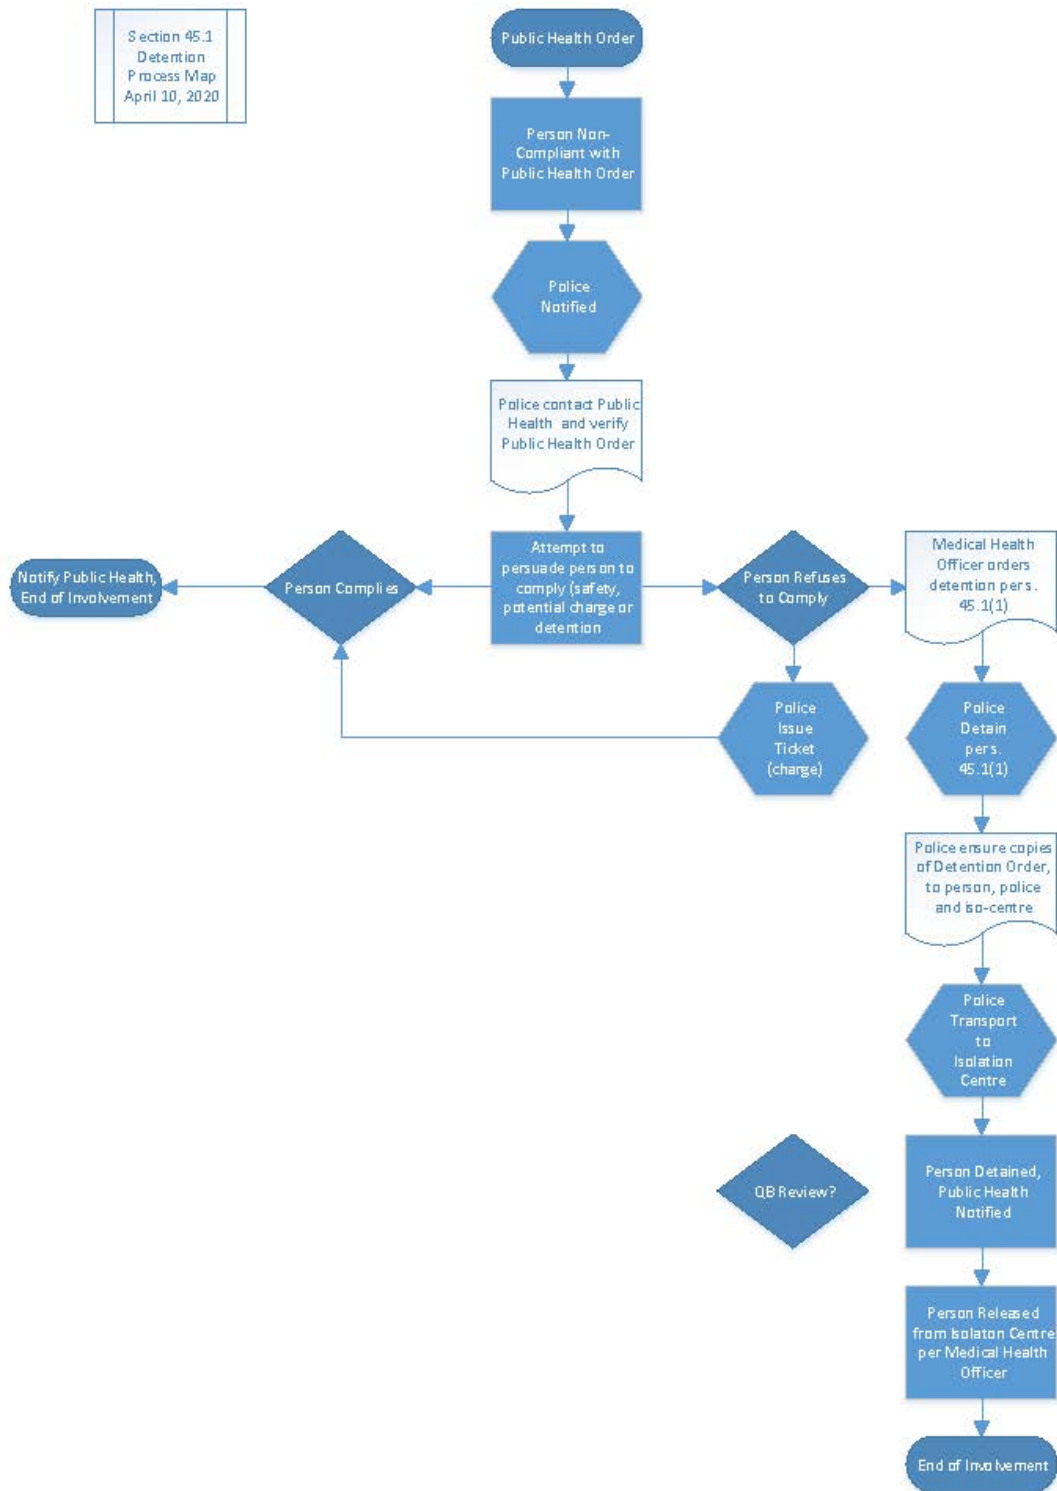 Section 45.1
Detention
Process Map
April 10, 2020
Public Health Order
Person Non-
Compliant with
Public Health Order
Police
Notified
Police contact Public
Health and verify
Public Health Order
Notify Public Health,
End of Involvement
Person Complies
Attempt to
persuade person to
comply (safety,
potential charge or
detention
Person Refuses
to Comply
Medical Health
Officer orders
detention per s.
45.1(1)
Police
Issue
Ticket
(charge)
Police
Detain
per s.
45.1(1)
Police ensure copies
of Detention Order,
to person, police
and iso-centre
Police
Transport
to
Isolation
Centre
QB Review?
Person Detained,
Public Health
Notified
Person Released
from Isolaton Centre
per Medical Health
Officer
End of Involvement